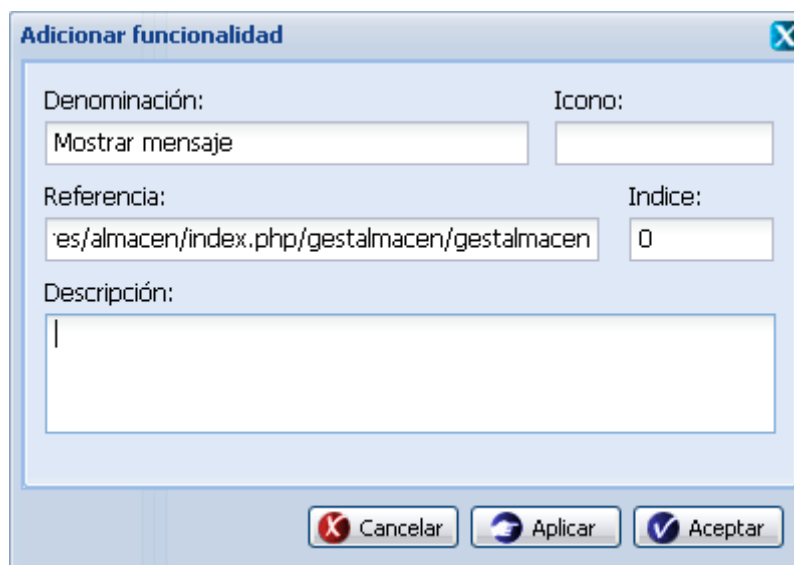 Adicionar funcionalidad
Denominación: Icono:
Mostrar mensaje
Referencia: Indice:
es/almacen/index.php/gestalmacen/gestalmacen 0
Descripción:
Cancelar Aplicar Aceptar